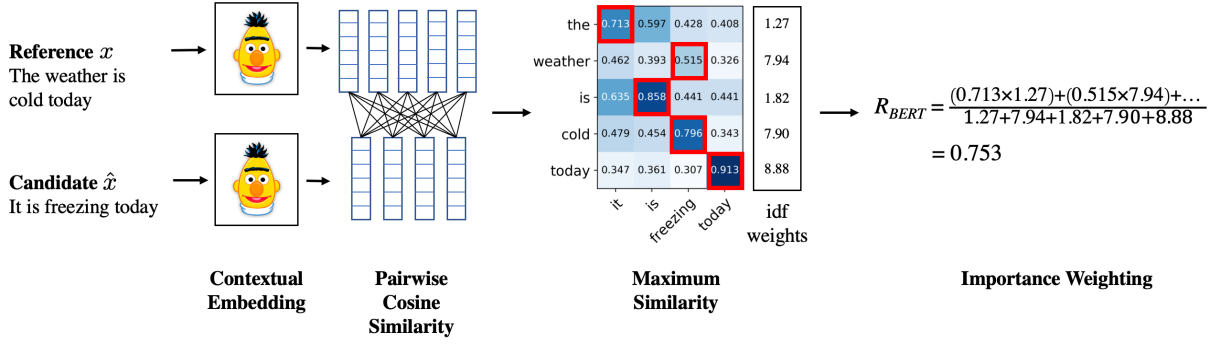 Reference x
The weather is
cold today
Candidate x̂
It is freezing today
Contextual
Embedding
Pairwise
Cosine
Similarity
the 0.713 0.597 0.428 0.408 1.27
weather 0.462 0.393 0.515 0.326 7.94
is 0.635 0.858 0.441 0.441 1.82
cold 0.479 0.454 0.796 0.343 7.90
today 0.347 0.361 0.307 0.913 8.88
it is freezing today
idf
weights
Maximum
Similarity
R_BERT = (0.713×1.27)+(0.515×7.94)+...
1.27+7.94+1.82+7.90+8.88
= 0.753
Importance Weighting